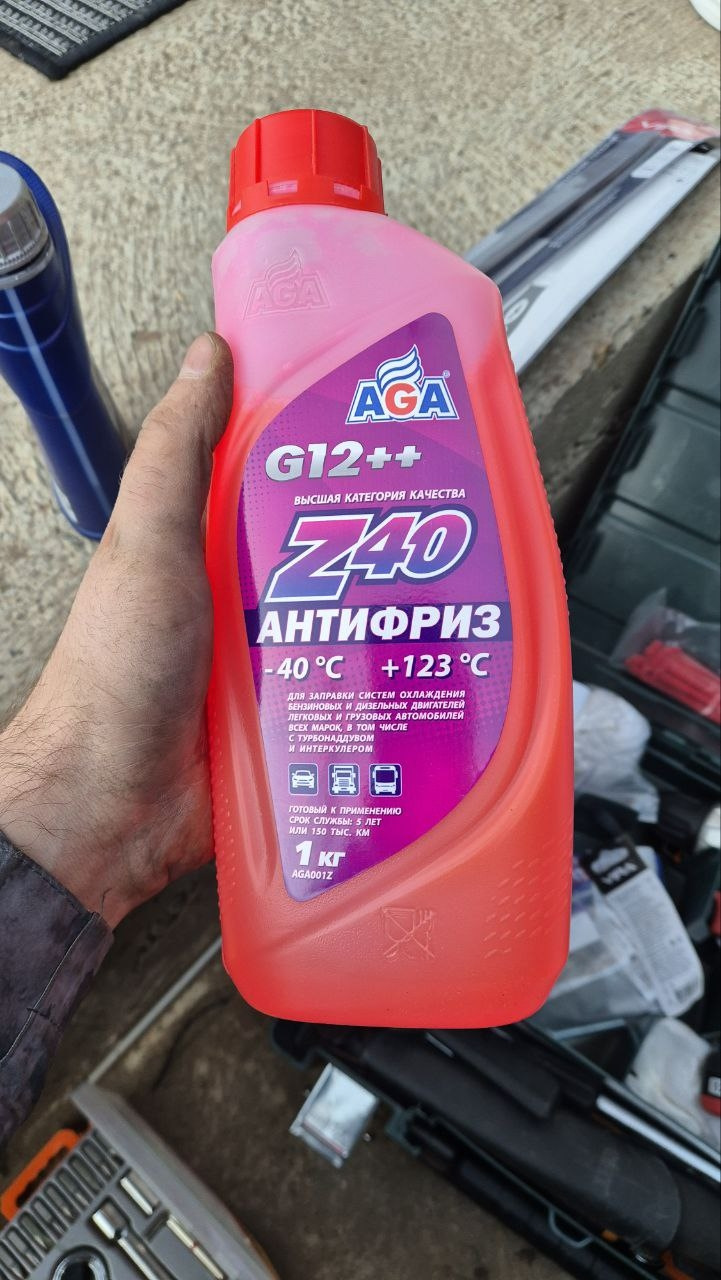 AGA
AGA
G12++
ВЫСШАЯ КАТЕГОРИЯ КАЧЕСТВА
Z40
АНТИФРИЗ
-40 °C +123 °C
ДЛЯ ЗАПРАВКИ СИСТЕМ ОХЛАЖДЕНИЯ
БЕНЗИНОВЫХ И ДИЗЕЛЬНЫХ ДВИГАТЕЛЕЙ
ЛЕГКОВЫХ И ГРУЗОВЫХ АВТОМОБИЛЕЙ
ВСЕХ МАРОК, В ТОМ ЧИСЛЕ
С ТУРБОНАДДУВОМ
И ИНТЕРКУЛЕРОМ
ГОТОВЫЙ К ПРИМЕНЕНИЮ
СРОК СЛУЖБЫ: 5 ЛЕТ
ИЛИ 150 ТЫС. КМ
1 КГ
AGA001Z